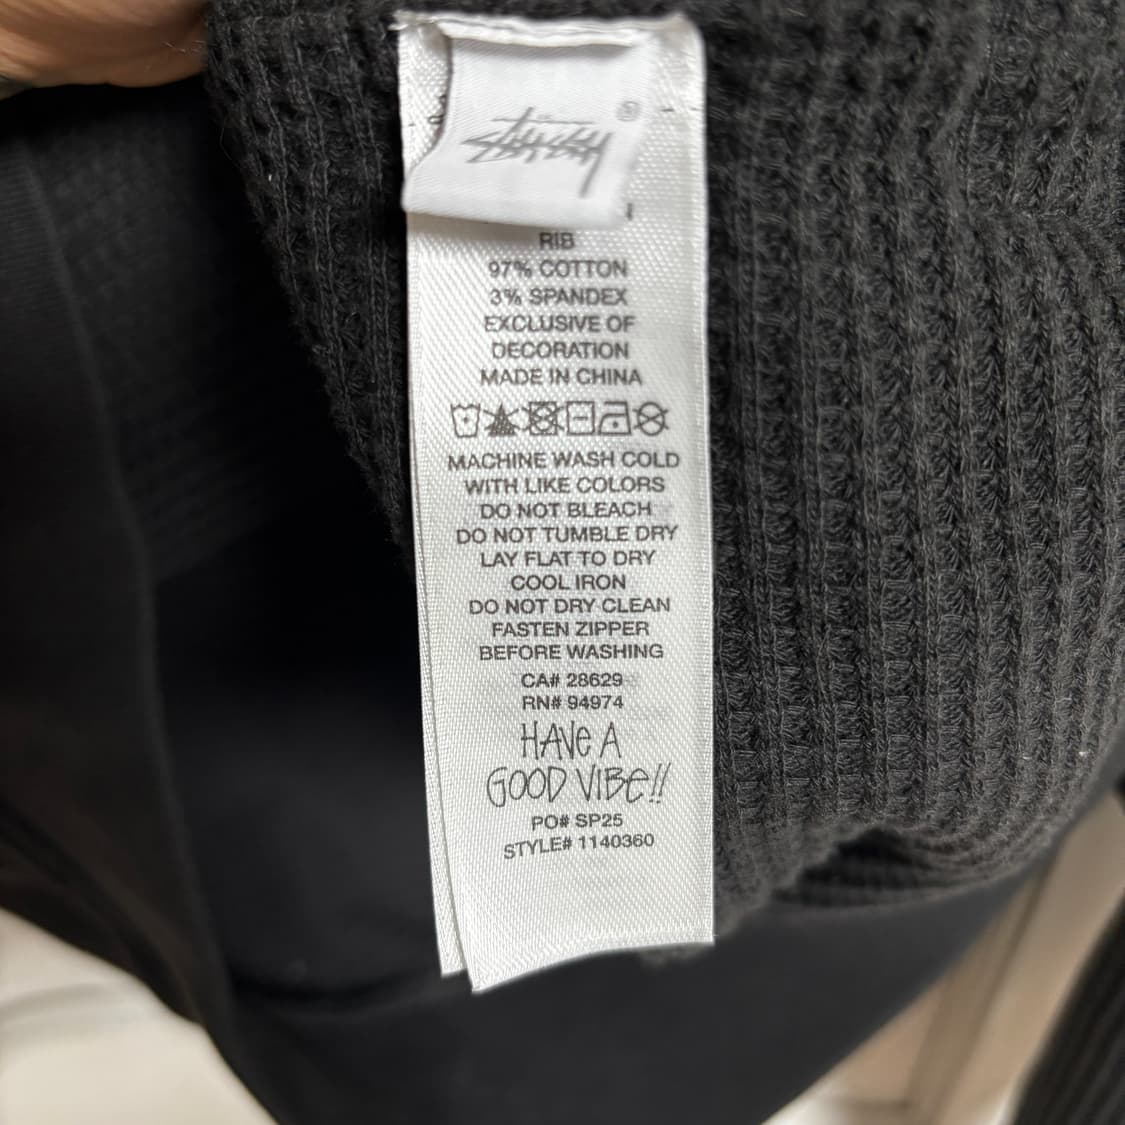 Stüssy
®
RIB
97% COTTON
3% SPANDEX
EXCLUSIVE OF
DECORATION
MADE IN CHINA
MACHINE WASH COLD
WITH LIKE COLORS
DO NOT BLEACH
DO NOT TUMBLE DRY
LAY FLAT TO DRY
COOL IRON
DO NOT DRY CLEAN
FASTEN ZIPPER
BEFORE WASHING
CA# 28629
RN# 94974
HAVe A
GOOD VIBe!!
PO# SP25
STYLE# 1140360